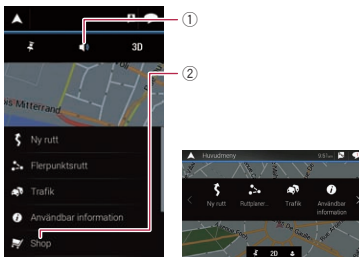 ①
3D
②
Mitterrand
Ny rutt
Flerpunktsrutt
Trafik
Användbar information
Shop
Huvudmeny
Ny rutt
Ruttplaner...
Trafik
Användbar
information
2D